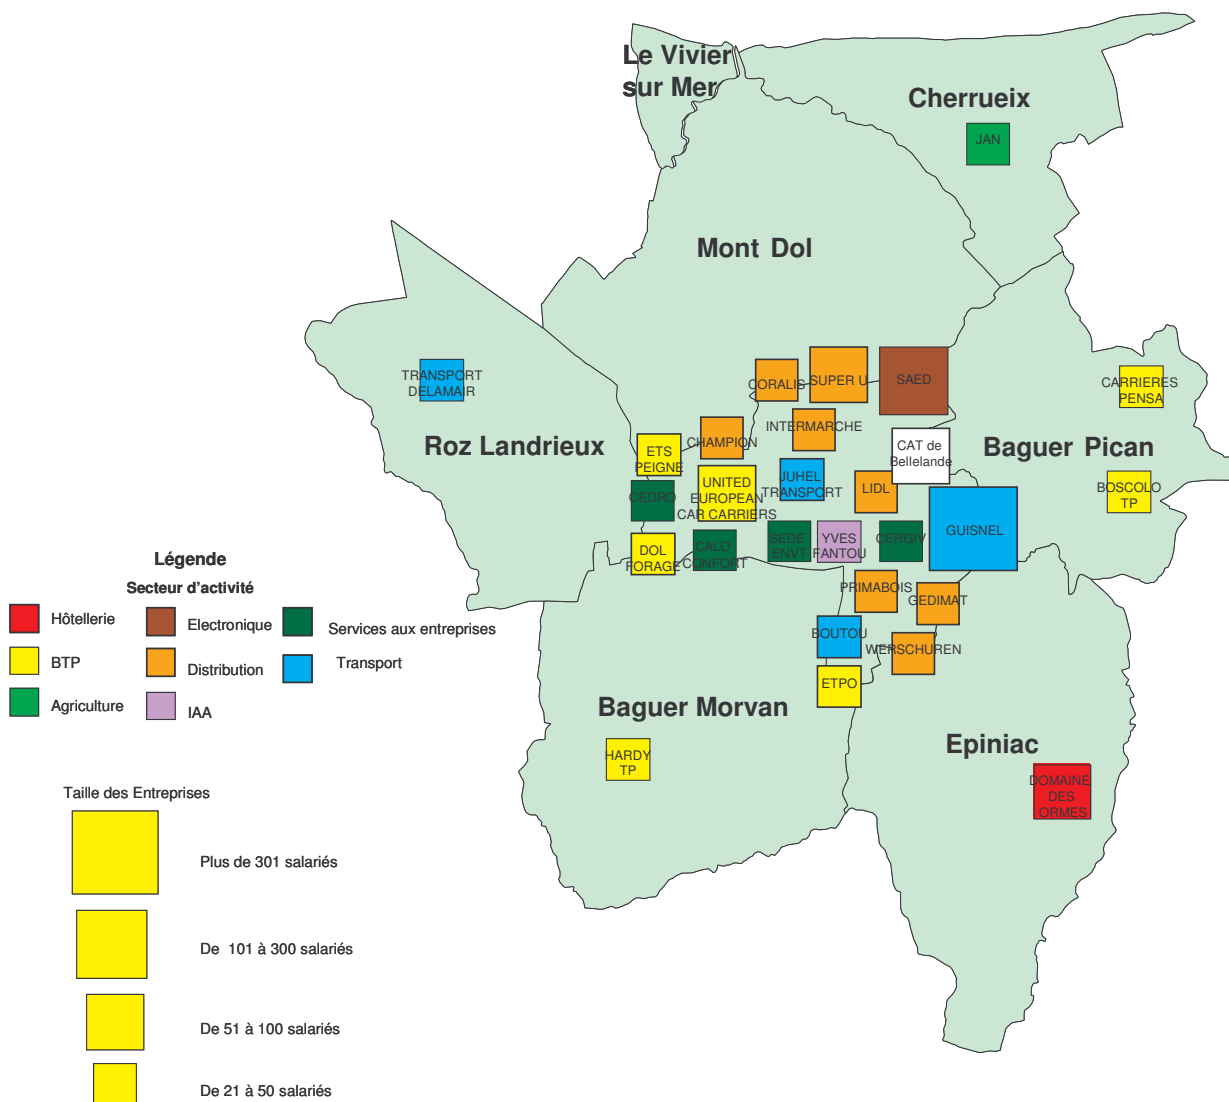 Le Vivier
sur Mer
Cherrueix
JAN
Mont Dol
TRANSPORT
DELAMAIR
CORALIS
SUPER U
SAED
CARRIERES
PENSA
Roz Landrieux
ETS
PEIGNE
CHAMPION
INTERMARCHE
CAT de
Bellelande
Baguer Pican
CEDRO
UNITED
EUROPEAN
CAR CARRIERS
JUHEL
TRANSPORT
LIDL
BOSCOLO
TP
GUISNEL
DOL
FORAGE
CALO
CONFORT
SEDE
ENVT
YVES
FANTOU
CERGIV
PRIMABOIS
GEDIMAT
BOUTOU
WERSCHUREN
ETPO
Baguer Morvan
HARDY
TP
Epiniac
DOMAINE
DES
ORMES
Légende
Secteur d'activité
Hôtellerie
Electronique
Services aux entreprises
BTP
Distribution
Transport
Agriculture
IAA
Taille des Entreprises
Plus de 301 salariés
De 101 à 300 salariés
De 51 à 100 salariés
De 21 à 50 salariés